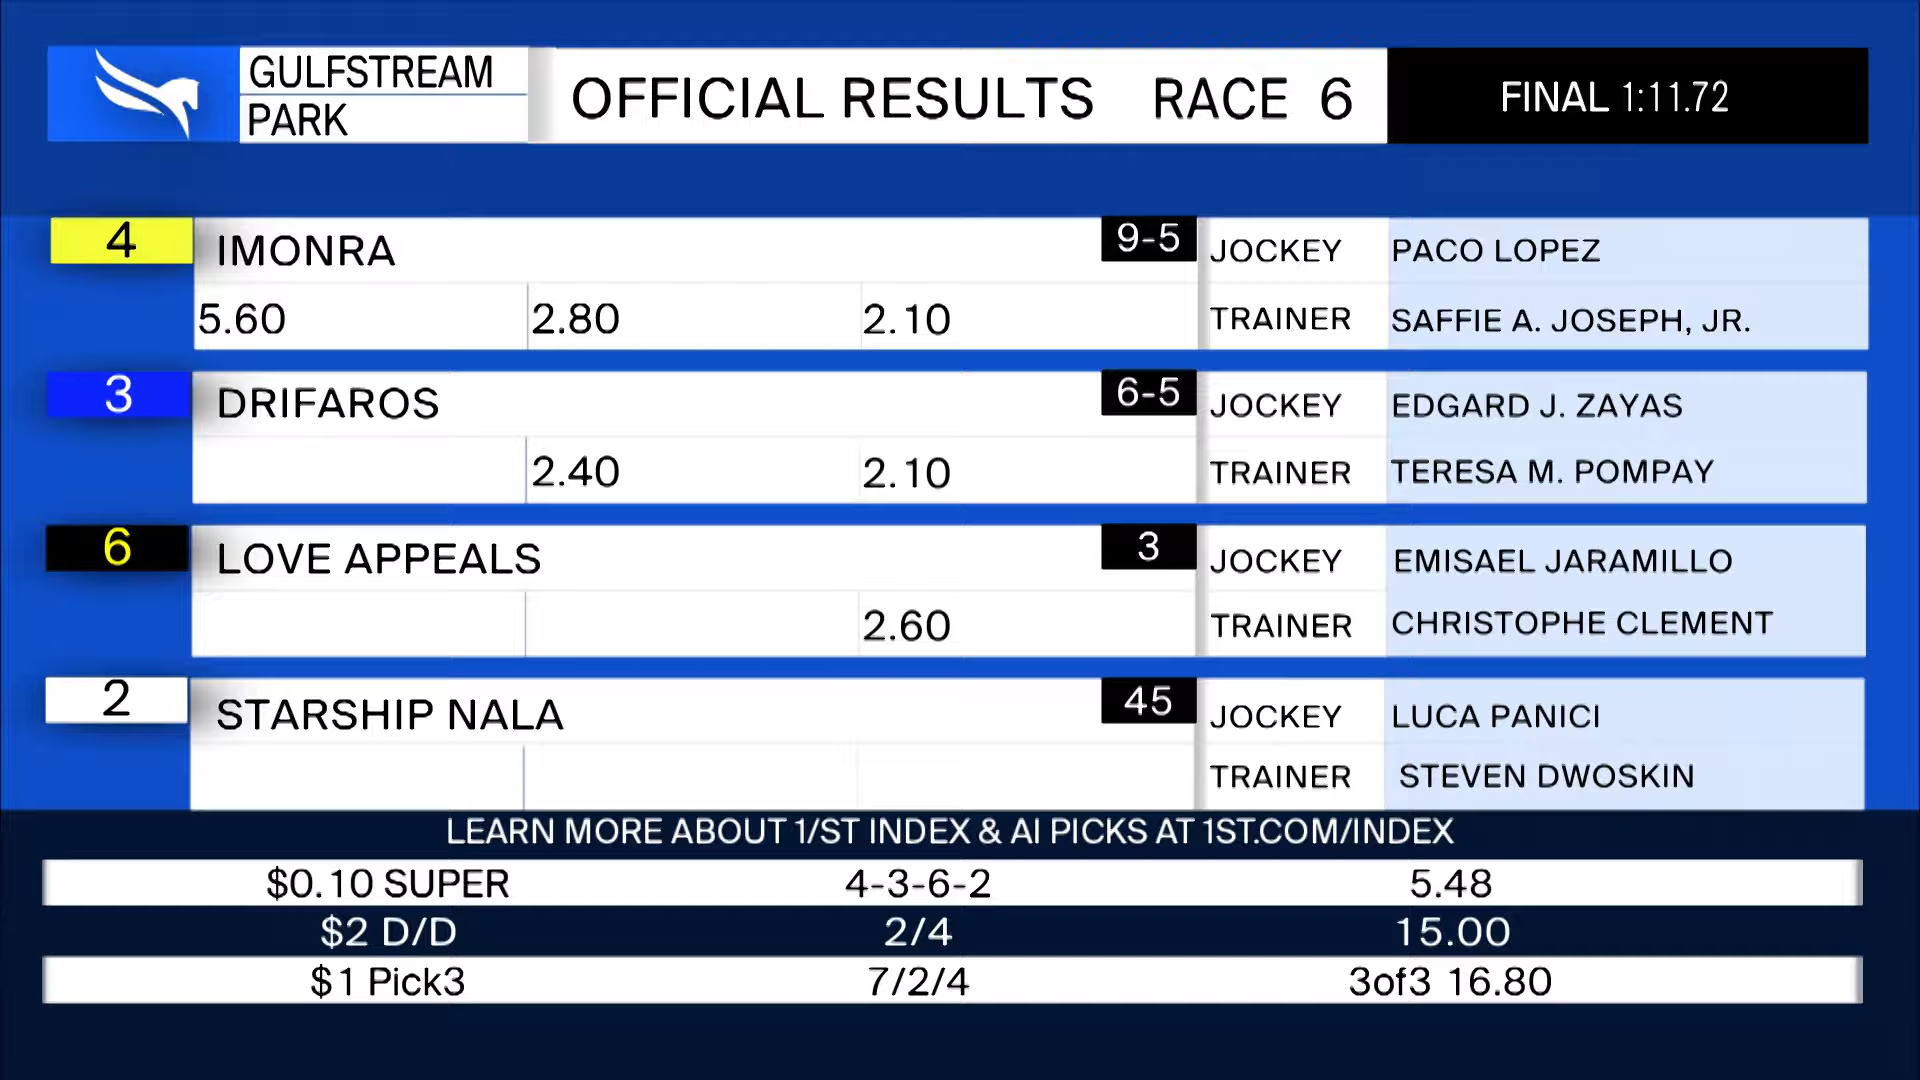 GULFSTREAM
PARK
OFFICIAL RESULTS RACE 6
FINAL 1:11.72
4 IMONRA 9-5 JOCKEY PACO LOPEZ
5.60 2.80 2.10 TRAINER SAFFIE A. JOSEPH, JR.
3 DRIFAROS 6-5 JOCKEY EDGARD J. ZAYAS
2.40 2.10 TRAINER TERESA M. POMPAY
6 LOVE APPEALS 3 JOCKEY EMISAEL JARAMILLO
2.60 TRAINER CHRISTOPHE CLEMENT
2 STARSHIP NALA 45 JOCKEY LUCA PANICI
TRAINER STEVEN DWOSKIN
LEARN MORE ABOUT 1/ST INDEX & AI PICKS AT 1ST.COM/INDEX
$0.10 SUPER 4-3-6-2 5.48
$2 D/D 2/4 15.00
$1 Pick3 7/2/4 3of3 16.80